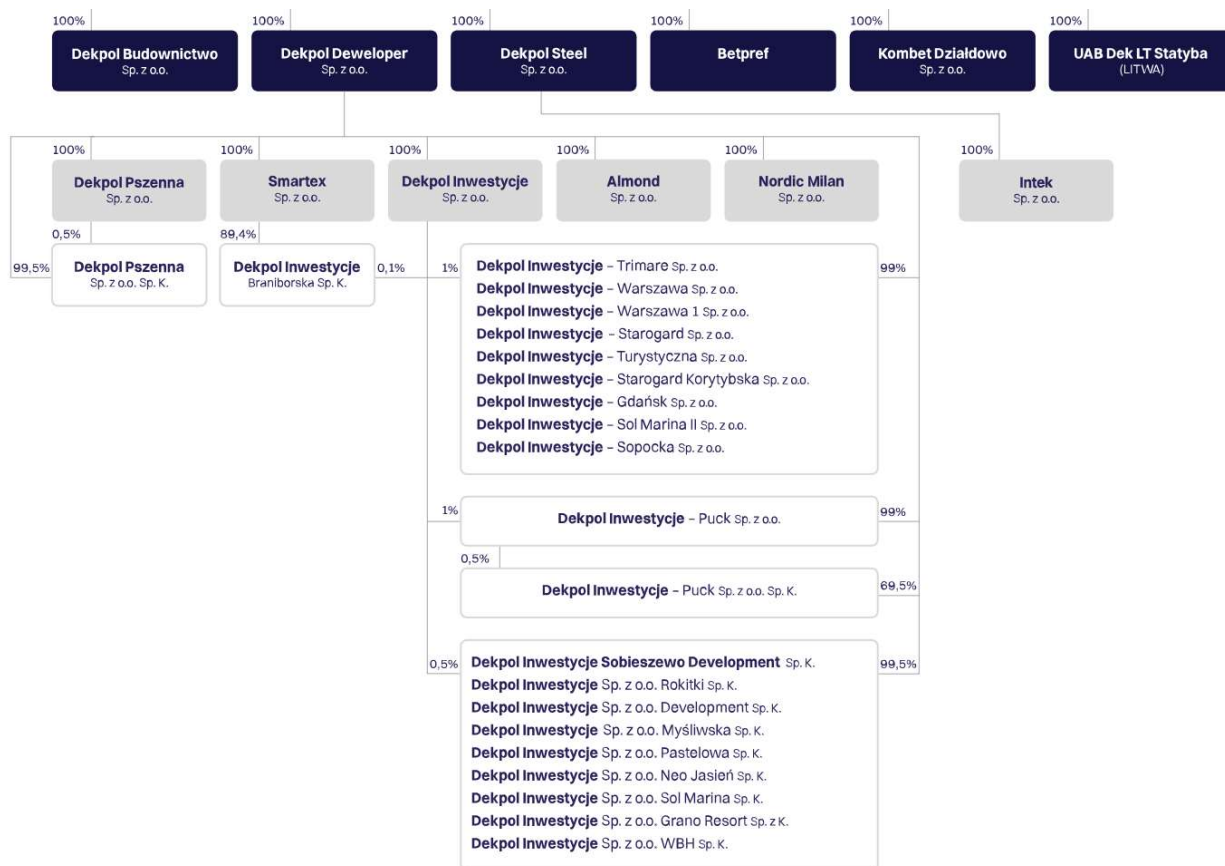 100% 100% 100% 100% 100% 100%
Dekpol Budownictwo
Sp. z o.o.
Dekpol Deweloper
Sp. z o.o.
Dekpol Steel
Sp. z o.o.
Betpref
Kombet Działdowo
Sp. z o.o.
UAB Dek LT Statyba
(LITWA)
100% 100% 100% 100% 100% 100%
Dekpol Pszenna
Sp. z o.o.
Smartex
Sp. z o.o.
Dekpol Inwestycje
Sp. z o.o.
Almond
Sp. z o.o.
Nordic Milan
Sp. z o.o.
Intek
Sp. z o.o.
0,5%
99,5%
Dekpol Pszenna
Sp. z o.o. Sp. K.
89,4%
Dekpol Inwestycje
Braniborska Sp. K.
0,1%
1%
Dekpol Inwestycje – Trimare Sp. z o.o.
Dekpol Inwestycje – Warszawa Sp. z o.o.
Dekpol Inwestycje – Warszawa 1 Sp. z o.o.
Dekpol Inwestycje – Starogard Sp. z o.o.
Dekpol Inwestycje – Turystyczna Sp. z o.o.
Dekpol Inwestycje – Starogard Korytybska Sp. z o.o.
Dekpol Inwestycje – Gdańsk Sp. z o.o.
Dekpol Inwestycje – Sol Marina II Sp. z o.o.
Dekpol Inwestycje – Sopocka Sp. z o.o.
99%
1%
Dekpol Inwestycje – Puck Sp. z o.o.
99%
0,5%
Dekpol Inwestycje – Puck Sp. z o.o. Sp. K.
69,5%
0,5%
Dekpol Inwestycje Sobieszewo Development Sp. K.
99,5%
Dekpol Inwestycje Sp. z o.o. Rokitki Sp. K.
Dekpol Inwestycje Sp. z o.o. Development Sp. K.
Dekpol Inwestycje Sp. z o.o. Myśliwska Sp. K.
Dekpol Inwestycje Sp. z o.o. Pastelowa Sp. K.
Dekpol Inwestycje Sp. z o.o. Neo Jasień Sp. K.
Dekpol Inwestycje Sp. z o.o. Sol Marina Sp. K.
Dekpol Inwestycje Sp. z o.o. Grano Resort Sp. z K.
Dekpol Inwestycje Sp. z o.o. WBH Sp. K.